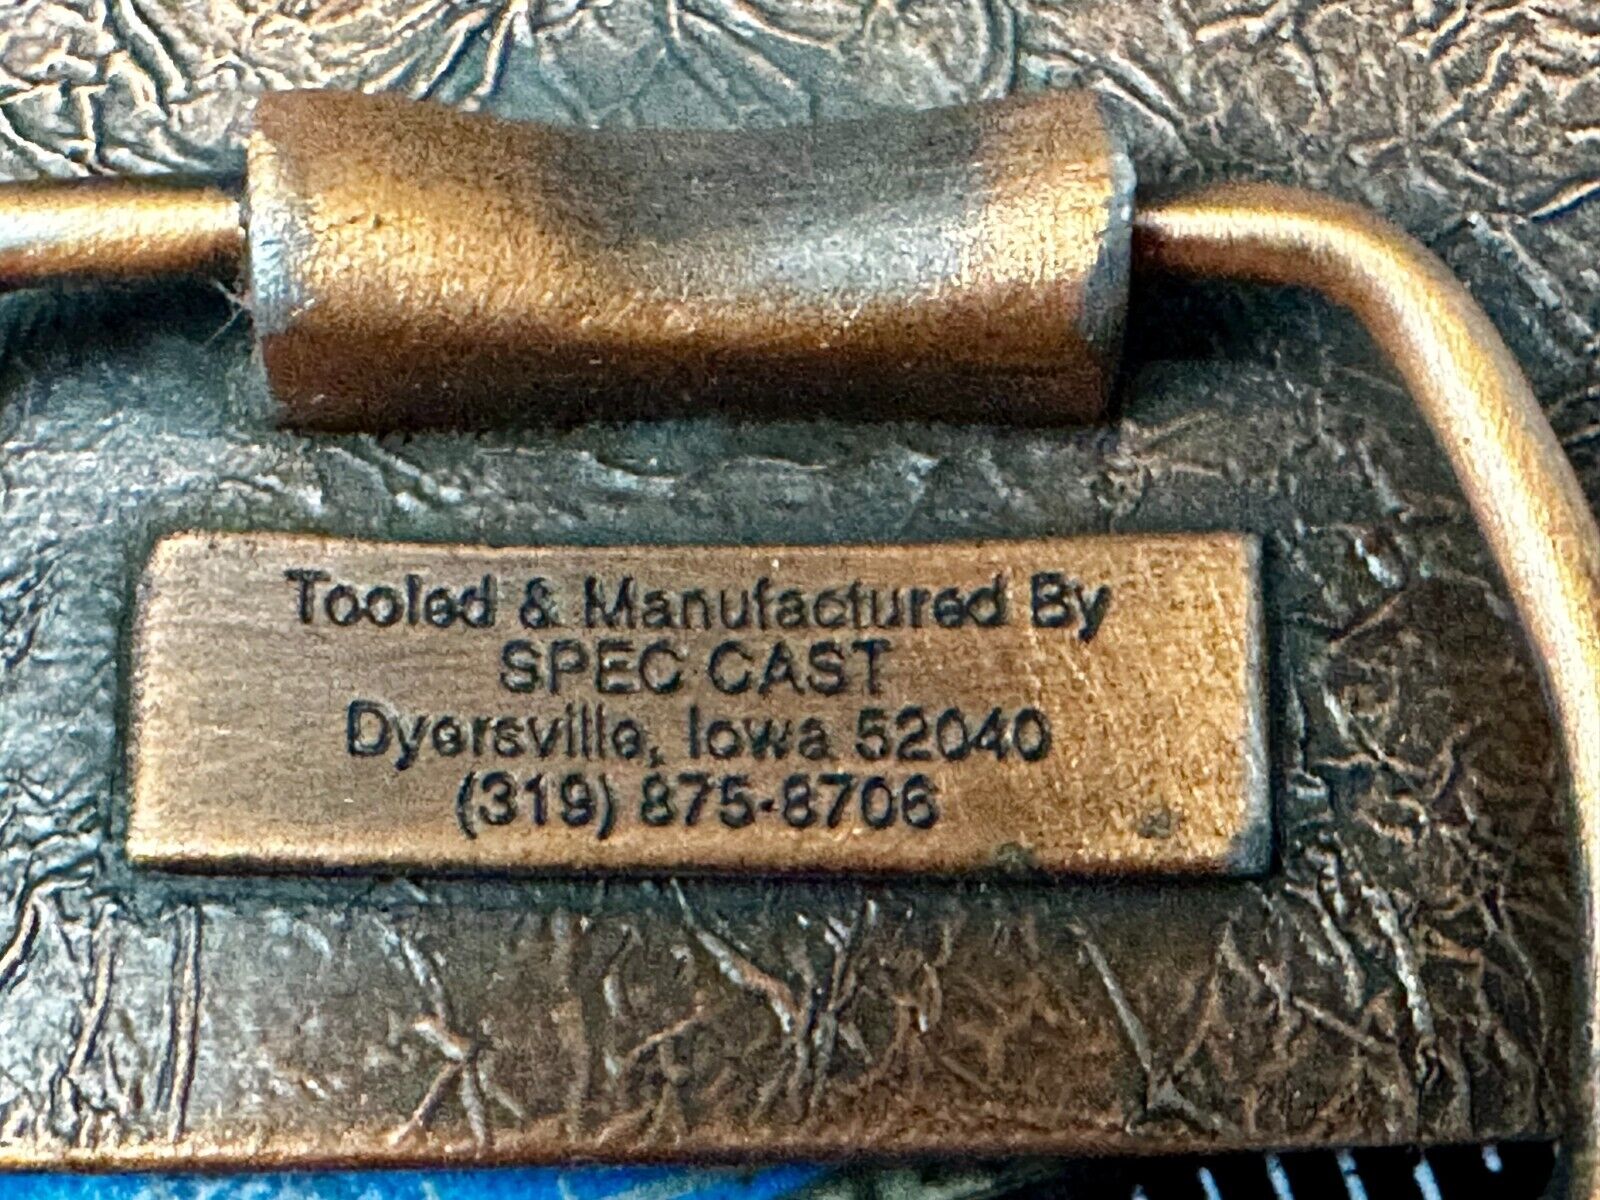 Tooled & Manufactured By
SPEC CAST
Dyersville, Iowa 52040
(319) 875-8706